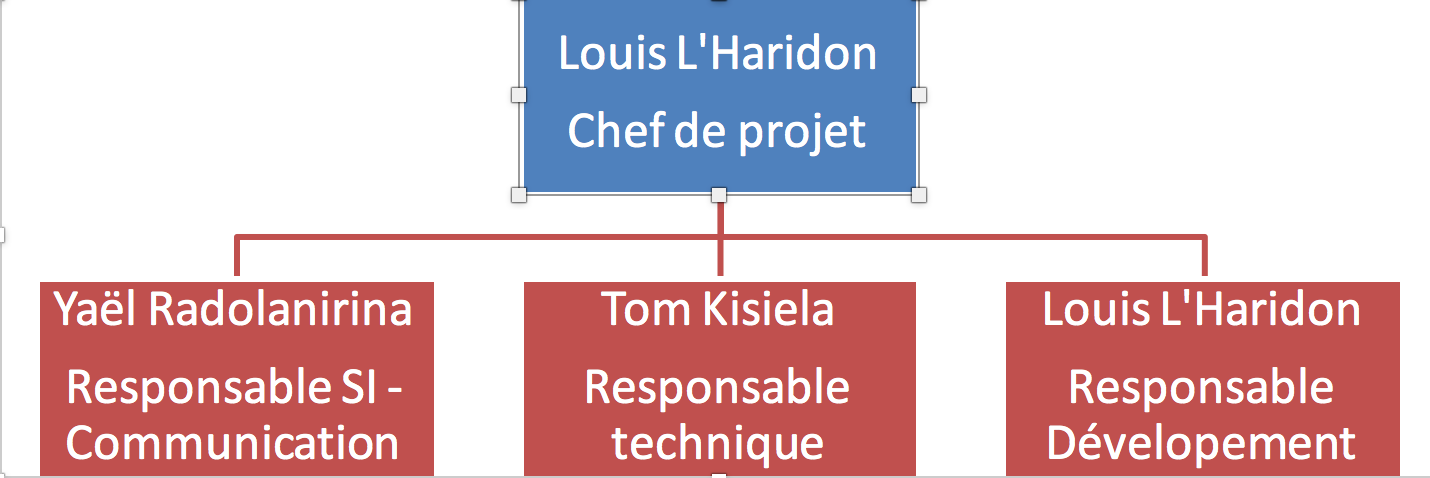 Louis L'Haridon
Chef de projet
Yaël Radolanirina
Responsable SI -
Communication
Tom Kisiela
Responsable
technique
Louis L'Haridon
Responsable
Dévelopement